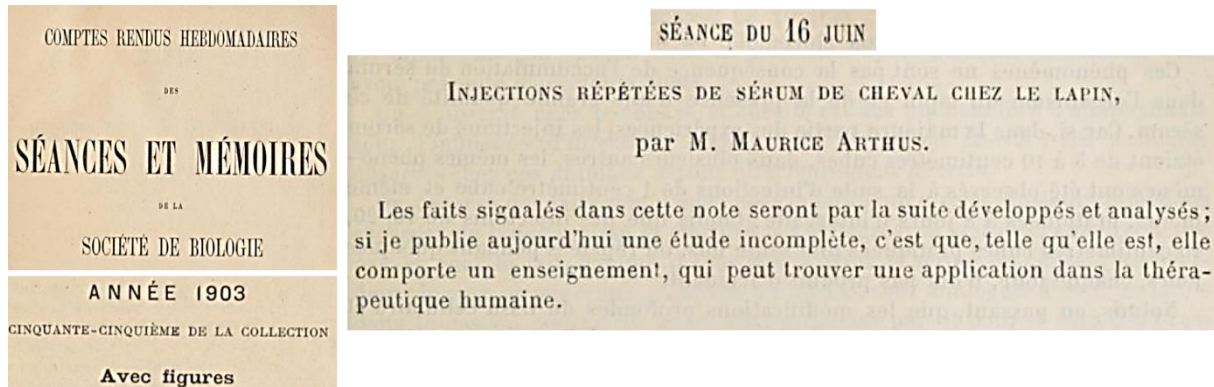 COMPTES RENDUS HEBDOMADAIRES
DES
SÉANCES ET MÉMOIRES
DE LA
SOCIÉTÉ DE BIOLOGIE
ANNÉE 1903
CINQUANTE-CINQUIÈME DE LA COLLECTION
Avec figures
SÉANCE DU 16 JUIN
INJECTIONS RÉPÉTÉES DE SÉRUM DE CHEVAL CHEZ LE LAPIN,
par M. MAURICE ARTHUS.
Les faits signalés dans cette note seront par la suite développés et analysés;
si je publie aujourd'hui une étude incomplète, c'est que, telle qu'elle est, elle
comporte un enseignement, qui peut trouver une application dans la théra-
peutique humaine.